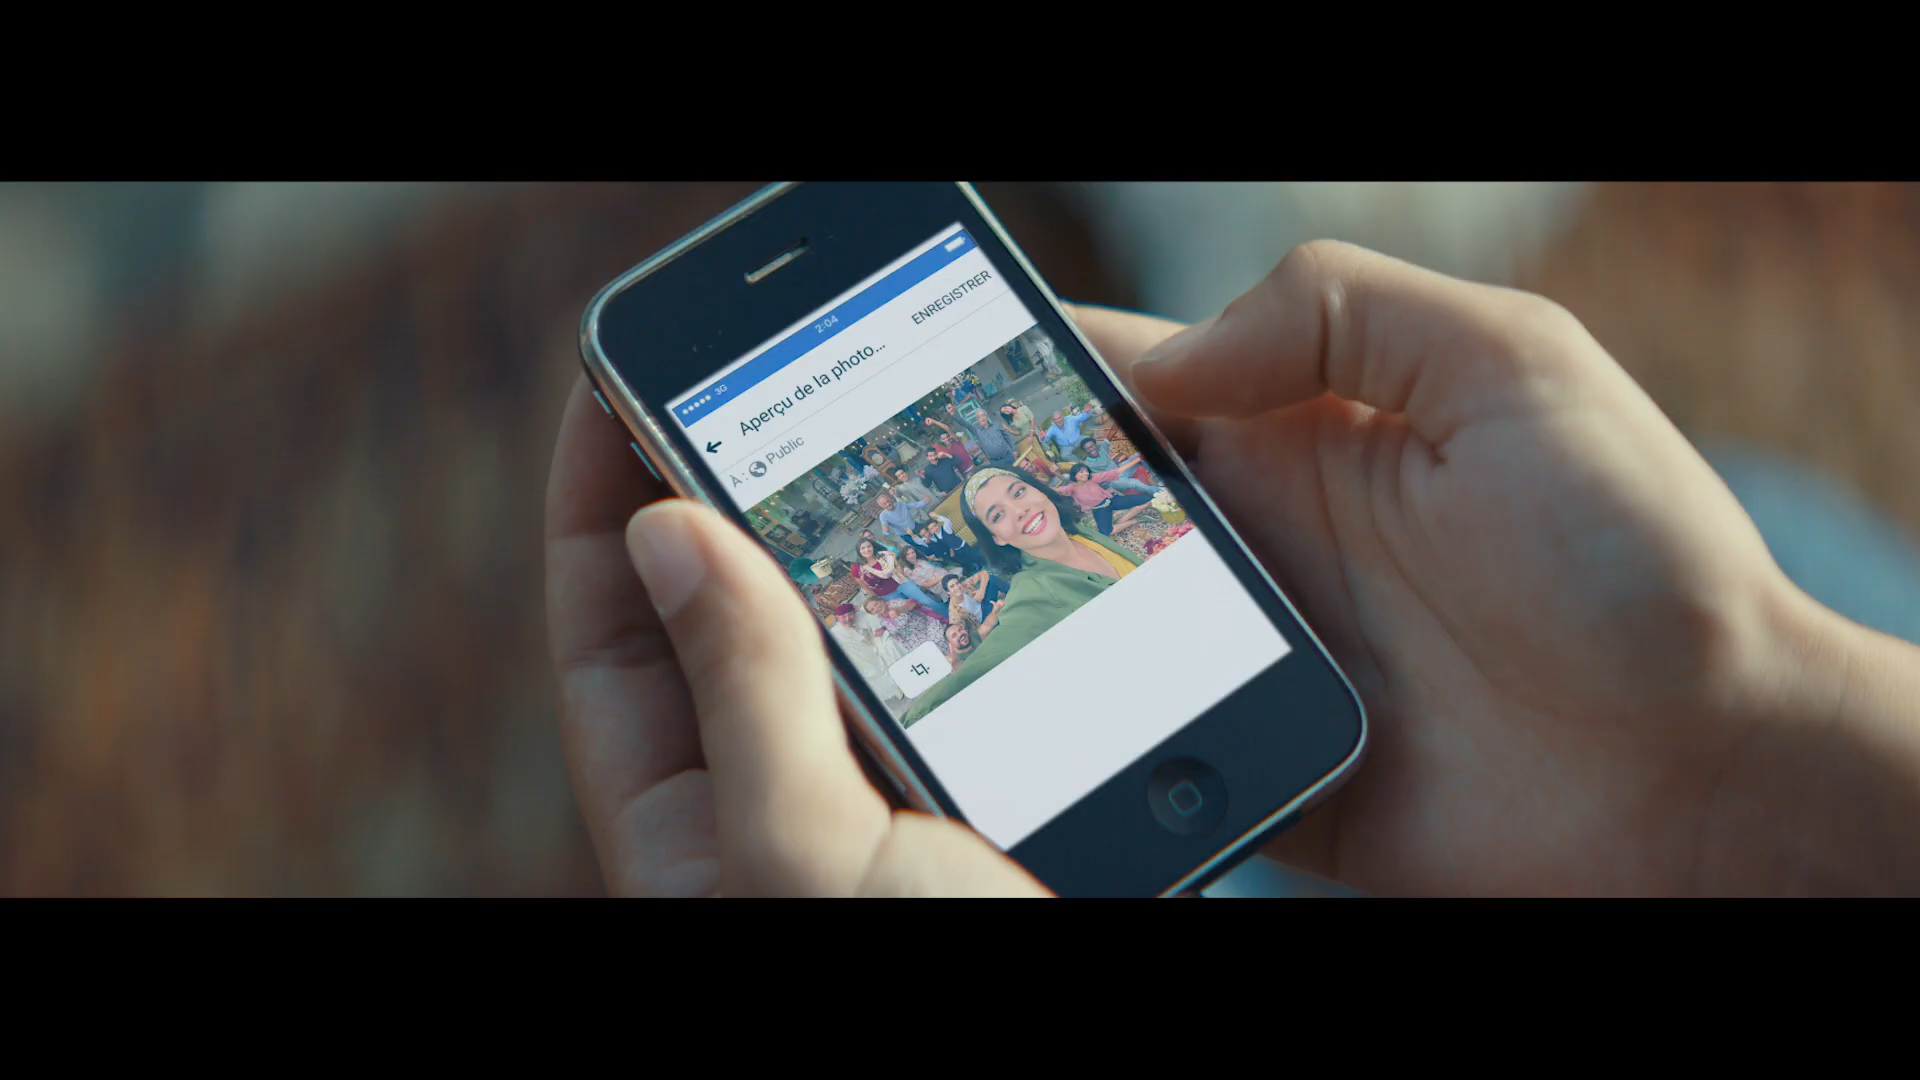 3G 2:04
Aperçu de la photo... ENREGISTRER
À : Public